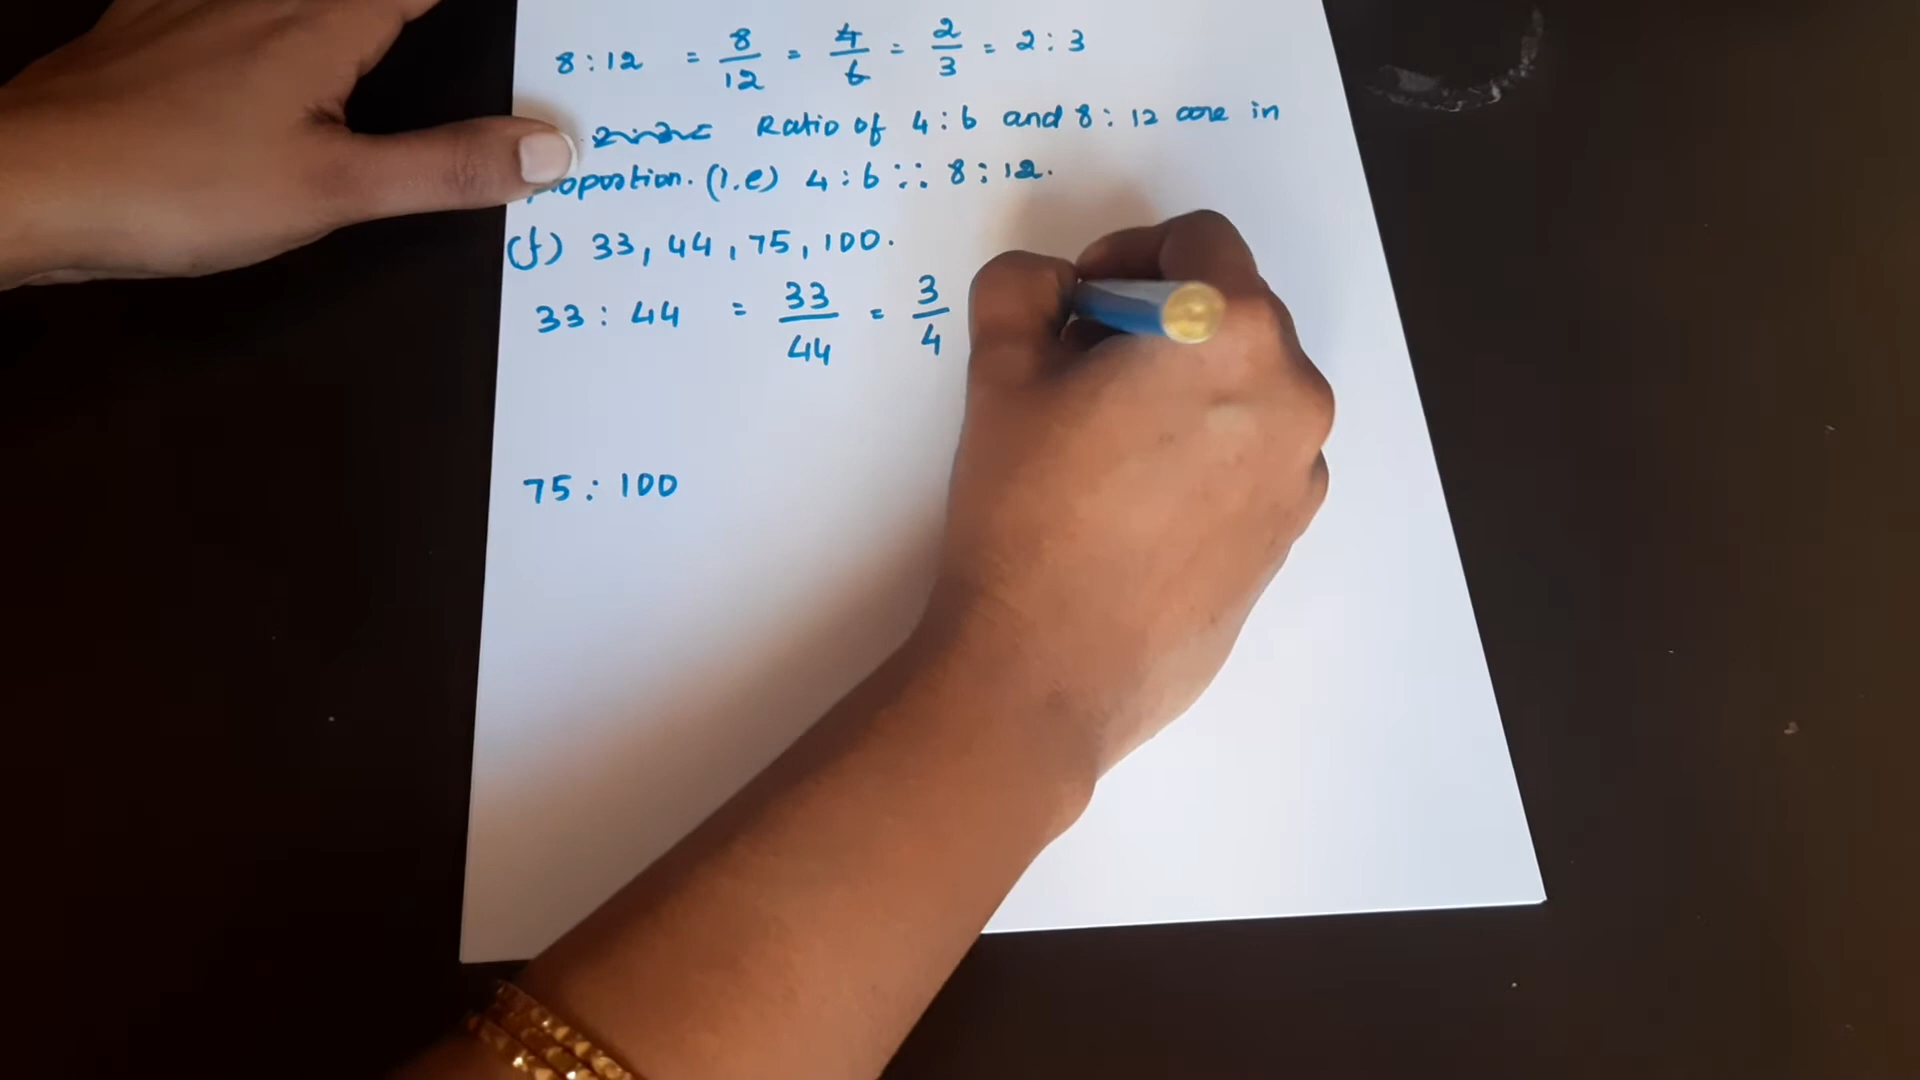 8 : 12 = 8/12 = 4/6 = 2/3 = 2 : 3
Ratio of 4 : 6 and 8 : 12 are in
propostion. (i.e) 4 : 6 :: 8 : 12.
(f) 33, 44, 75, 100.
33 : 44 = 33/44 = 3/4
75 : 100